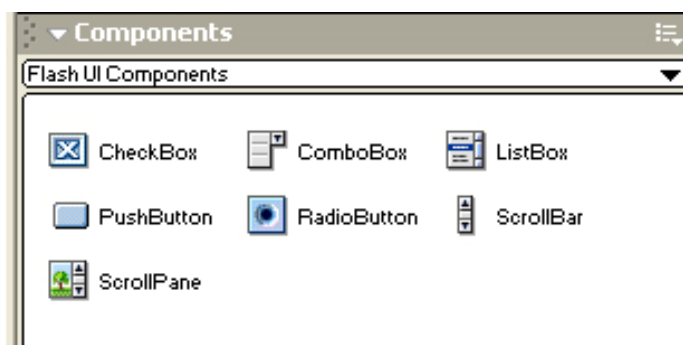 Components
Flash UI Components
CheckBox ComboBox ListBox
PushButton RadioButton ScrollBar
ScrollPane